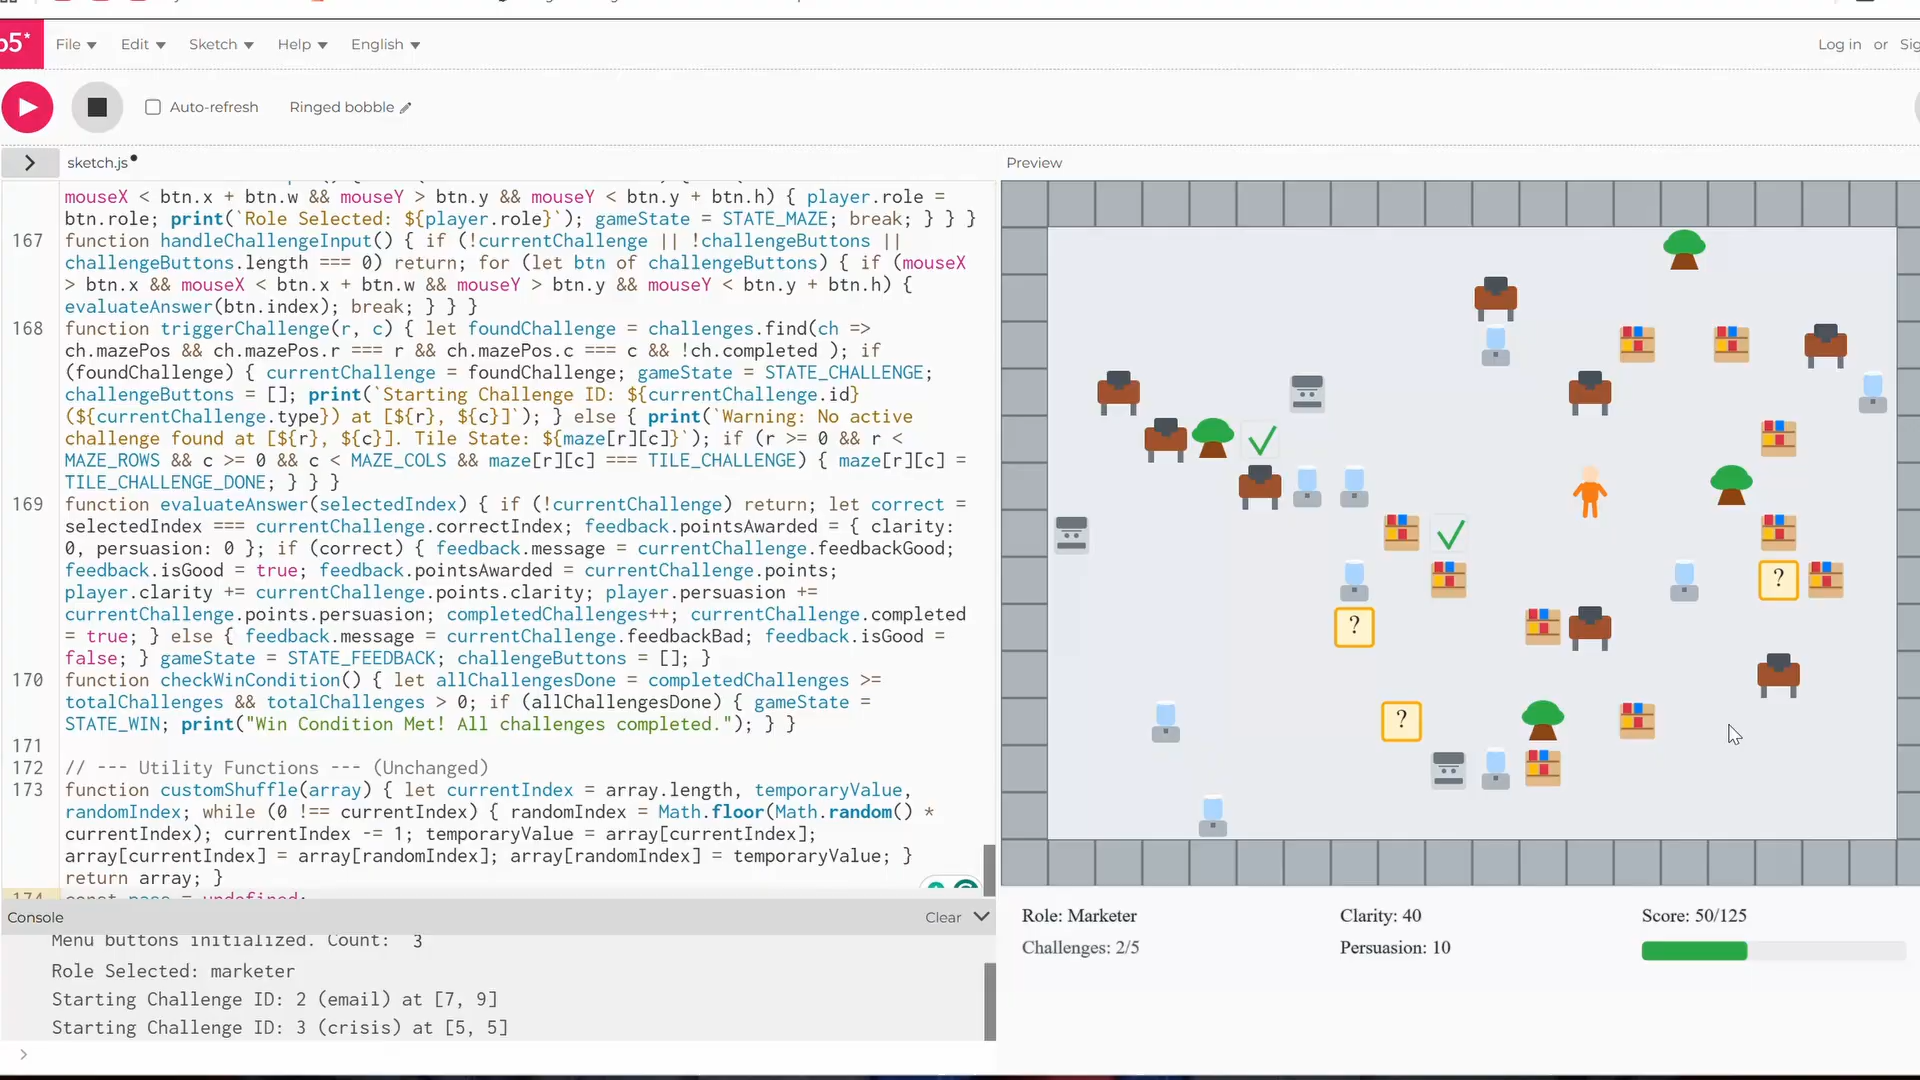 p5*
File
Edit
Sketch
Help
English
Log in or Sig
Auto-refresh
Ringed bobble
sketch.js
Preview
mouseX < btn.x + btn.w && mouseY > btn.y && mouseY < btn.y + btn.h) { player.role =
btn.role; print(`Role Selected: ${player.role}`); gameState = STATE_MAZE; break; } } }
167 function handleChallengeInput() { if (!currentChallenge || !challengeButtons ||
challengeButtons.length === 0) return; for (let btn of challengeButtons) { if (mouseX
> btn.x && mouseX < btn.x + btn.w && mouseY > btn.y && mouseY < btn.y + btn.h) {
evaluateAnswer(btn.index); break; } } }
168 function triggerChallenge(r, c) { let foundChallenge = challenges.find(ch =>
ch.mazePos && ch.mazePos.r === r && ch.mazePos.c === c && !ch.completed ); if
(foundChallenge) { currentChallenge = foundChallenge; gameState = STATE_CHALLENGE;
challengeButtons = []; print(`Starting Challenge ID: ${currentChallenge.id}
(${currentChallenge.type}) at [${r}, ${c}]`); } else { print(`Warning: No active
challenge found at [${r}, ${c}]. Tile State: ${maze[r][c]}`); if (r >= 0 && r <
MAZE_ROWS && c >= 0 && c < MAZE_COLS && maze[r][c] === TILE_CHALLENGE) { maze[r][c] =
TILE_CHALLENGE_DONE; } } }
169 function evaluateAnswer(selectedIndex) { if (!currentChallenge) return; let correct =
selectedIndex === currentChallenge.correctIndex; feedback.pointsAwarded = { clarity:
0, persuasion: 0 }; if (correct) { feedback.message = currentChallenge.feedbackGood;
feedback.isGood = true; feedback.pointsAwarded = currentChallenge.points;
player.clarity += currentChallenge.points.clarity; player.persuasion +=
currentChallenge.points.persuasion; completedChallenges++; currentChallenge.completed
= true; } else { feedback.message = currentChallenge.feedbackBad; feedback.isGood =
false; } gameState = STATE_FEEDBACK; challengeButtons = []; }
170 function checkWinCondition() { let allChallengesDone = completedChallenges >=
totalChallenges && totalChallenges > 0; if (allChallengesDone) { gameState =
STATE_WIN; print("Win Condition Met! All challenges completed."); } }
171
172 // --- Utility Functions --- (Unchanged)
173 function customShuffle(array) { let currentIndex = array.length, temporaryValue,
randomIndex; while (0 !== currentIndex) { randomIndex = Math.floor(Math.random() *
currentIndex); currentIndex -= 1; temporaryValue = array[currentIndex];
array[currentIndex] = array[randomIndex]; array[randomIndex] = temporaryValue; }
return array; }
174 const pass = undefined;
Console
Clear
Menu buttons initialized. Count: 3
Role Selected: marketer
Starting Challenge ID: 2 (email) at [7, 9]
Starting Challenge ID: 3 (crisis) at [5, 5]
>
?
?
?
Role: Marketer
Clarity: 40
Score: 50/125
Challenges: 2/5
Persuasion: 10